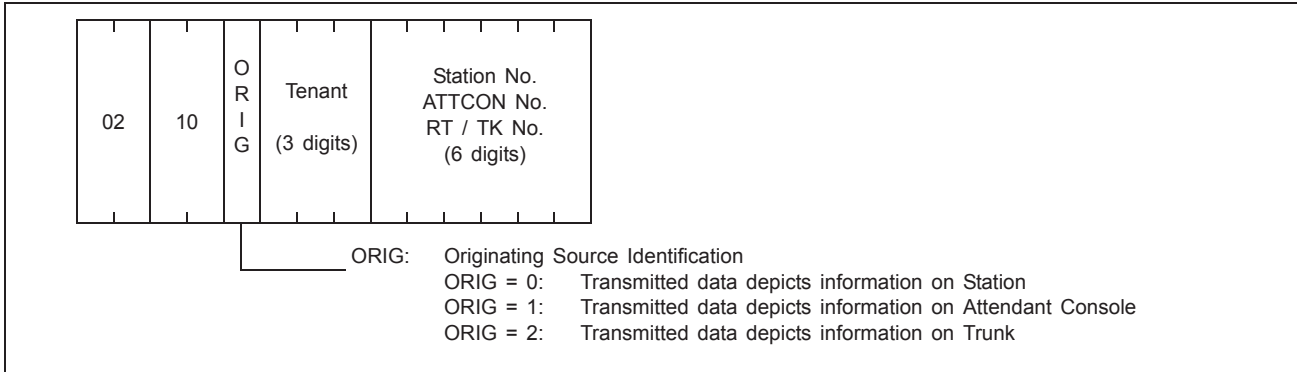 02
10
O
R
I
G
Tenant
(3 digits)
Station No.
ATTCON No.
RT / TK No.
(6 digits)
ORIG: Originating Source Identification
ORIG = 0: Transmitted data depicts information on Station
ORIG = 1: Transmitted data depicts information on Attendant Console
ORIG = 2: Transmitted data depicts information on Trunk